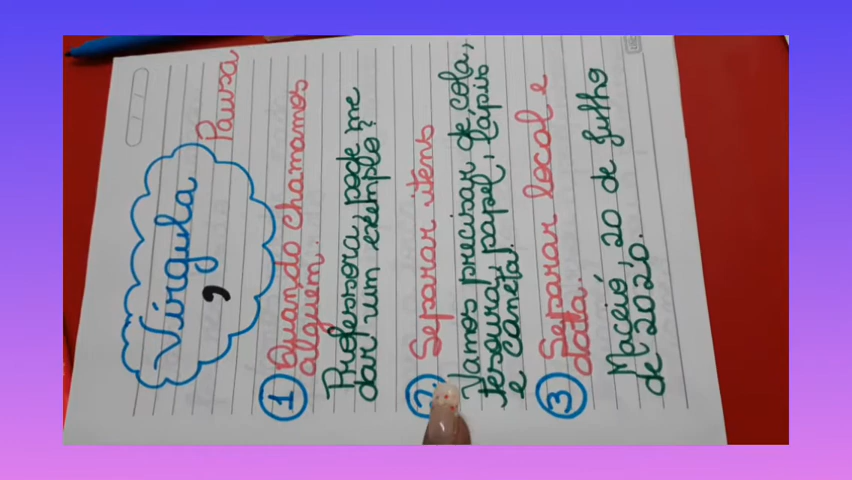 Vírgula
,
Pausa
1 Quando chamamos
alguém.
Professora, pode me
dar um exemplo?
2 Separar itens
Vamos precisar de cola,
tesoura, papel, lápis
e caneta.
3 Separar local e
data.
Maceió, 20 de Julho
de 2020.